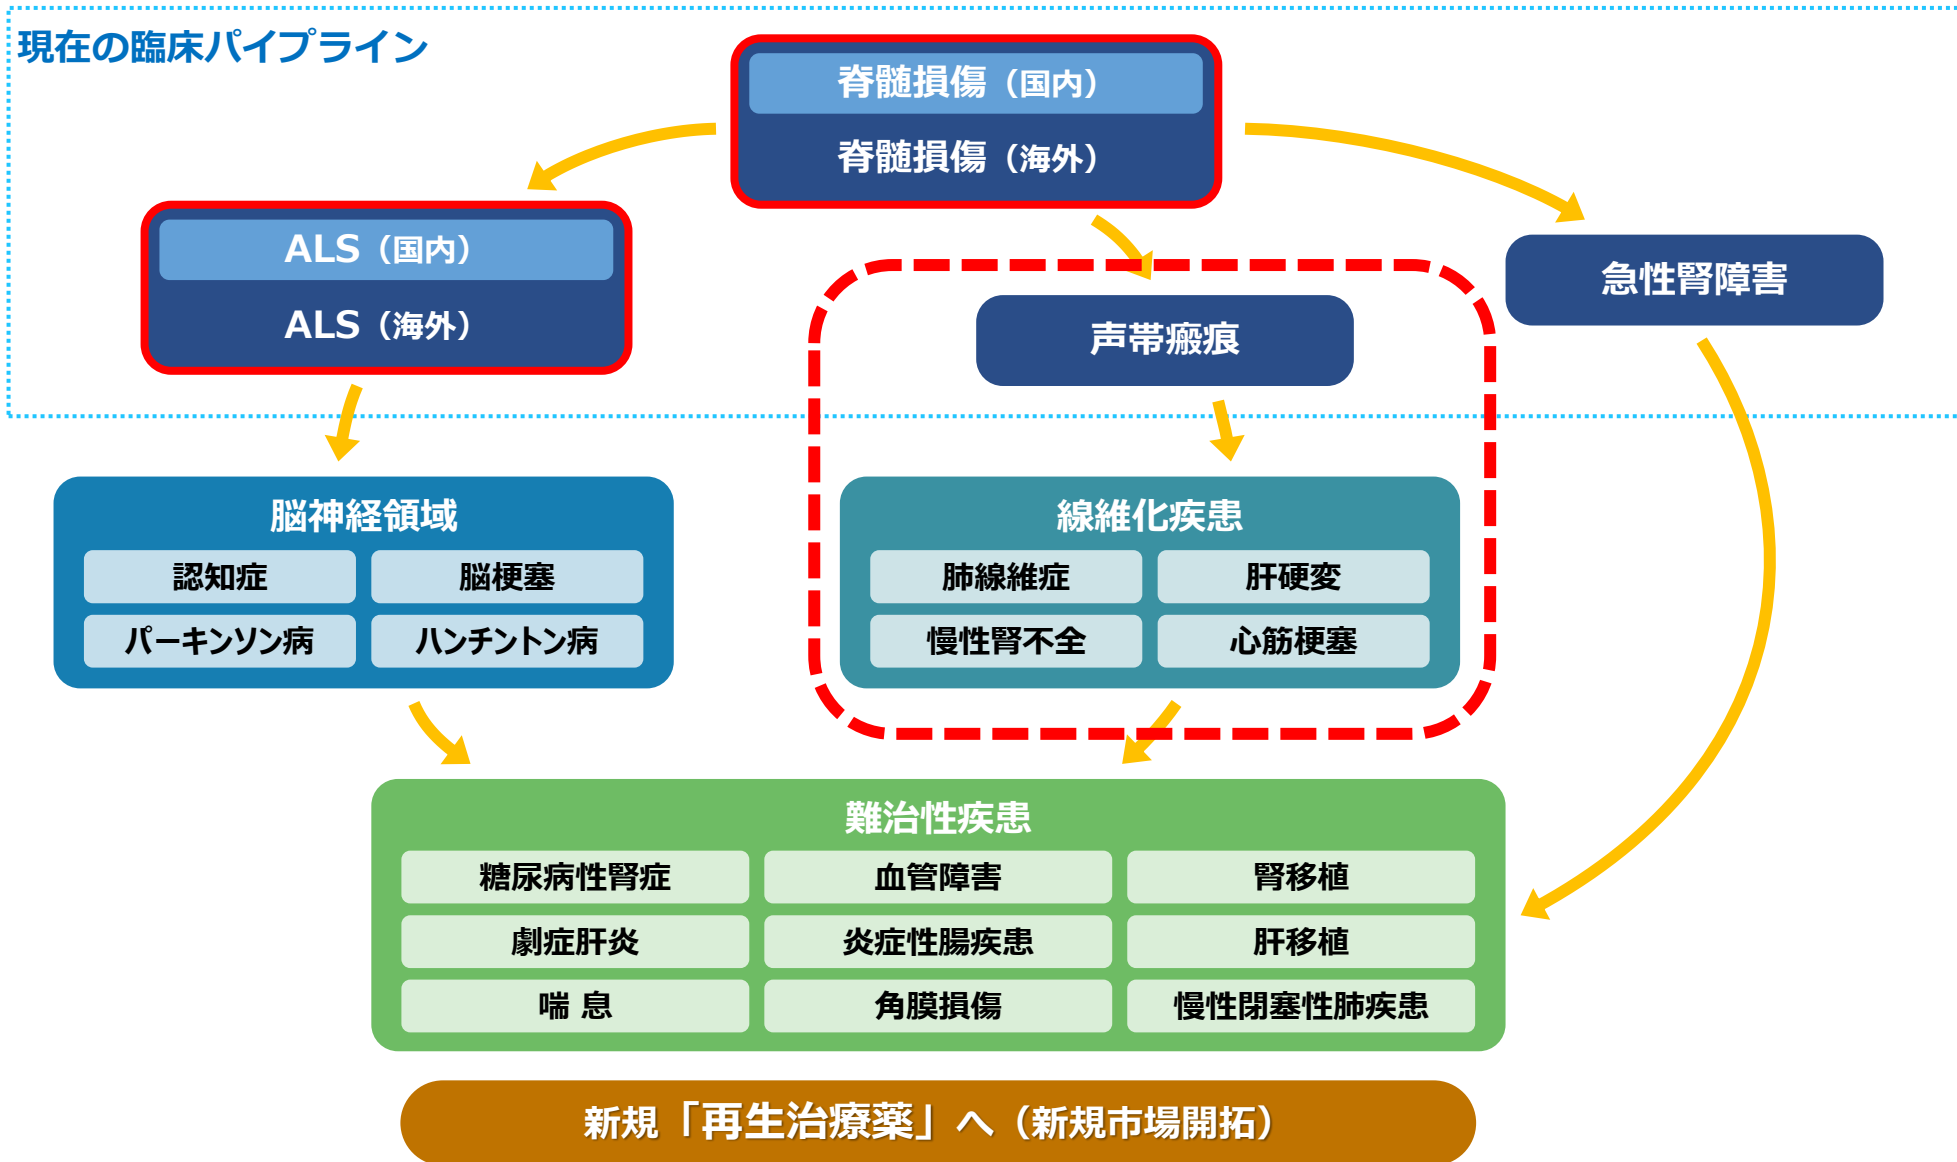 現在の臨床パイプライン
脊髄損傷（国内）
脊髄損傷（海外）
ALS（国内）
ALS（海外）
声帯瘢痕
急性腎障害
脳神経領域
認知症
脳梗塞
パーキンソン病
ハンチントン病
線維化疾患
肺線維症
肝硬変
慢性腎不全
心筋梗塞
難治性疾患
糖尿病性腎症
血管障害
腎移植
劇症肝炎
炎症性腸疾患
肝移植
喘 息
角膜損傷
慢性閉塞性肺疾患
新規「再生治療薬」へ（新規市場開拓）